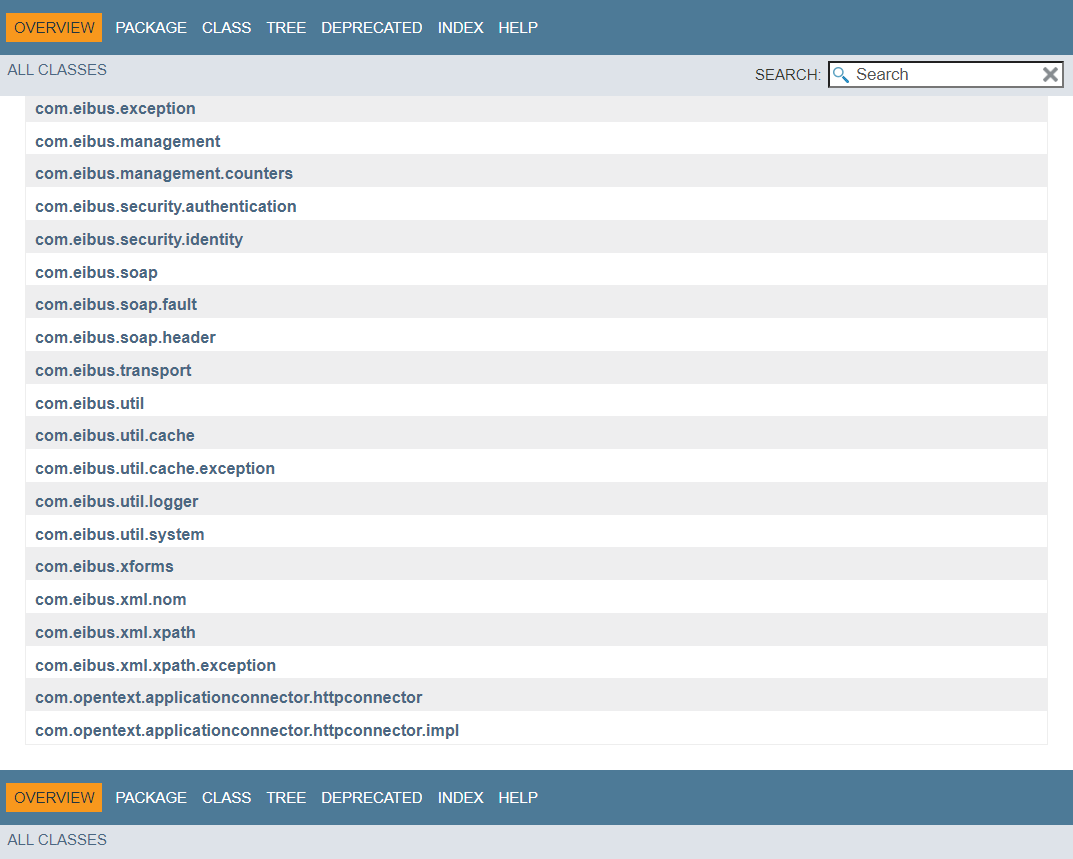 OVERVIEW PACKAGE CLASS TREE DEPRECATED INDEX HELP
ALL CLASSES SEARCH: Search
com.eibus.exception
com.eibus.management
com.eibus.management.counters
com.eibus.security.authentication
com.eibus.security.identity
com.eibus.soap
com.eibus.soap.fault
com.eibus.soap.header
com.eibus.transport
com.eibus.util
com.eibus.util.cache
com.eibus.util.cache.exception
com.eibus.util.logger
com.eibus.util.system
com.eibus.xforms
com.eibus.xml.nom
com.eibus.xml.xpath
com.eibus.xml.xpath.exception
com.opentext.applicationconnector.httpconnector
com.opentext.applicationconnector.httpconnector.impl
OVERVIEW PACKAGE CLASS TREE DEPRECATED INDEX HELP
ALL CLASSES